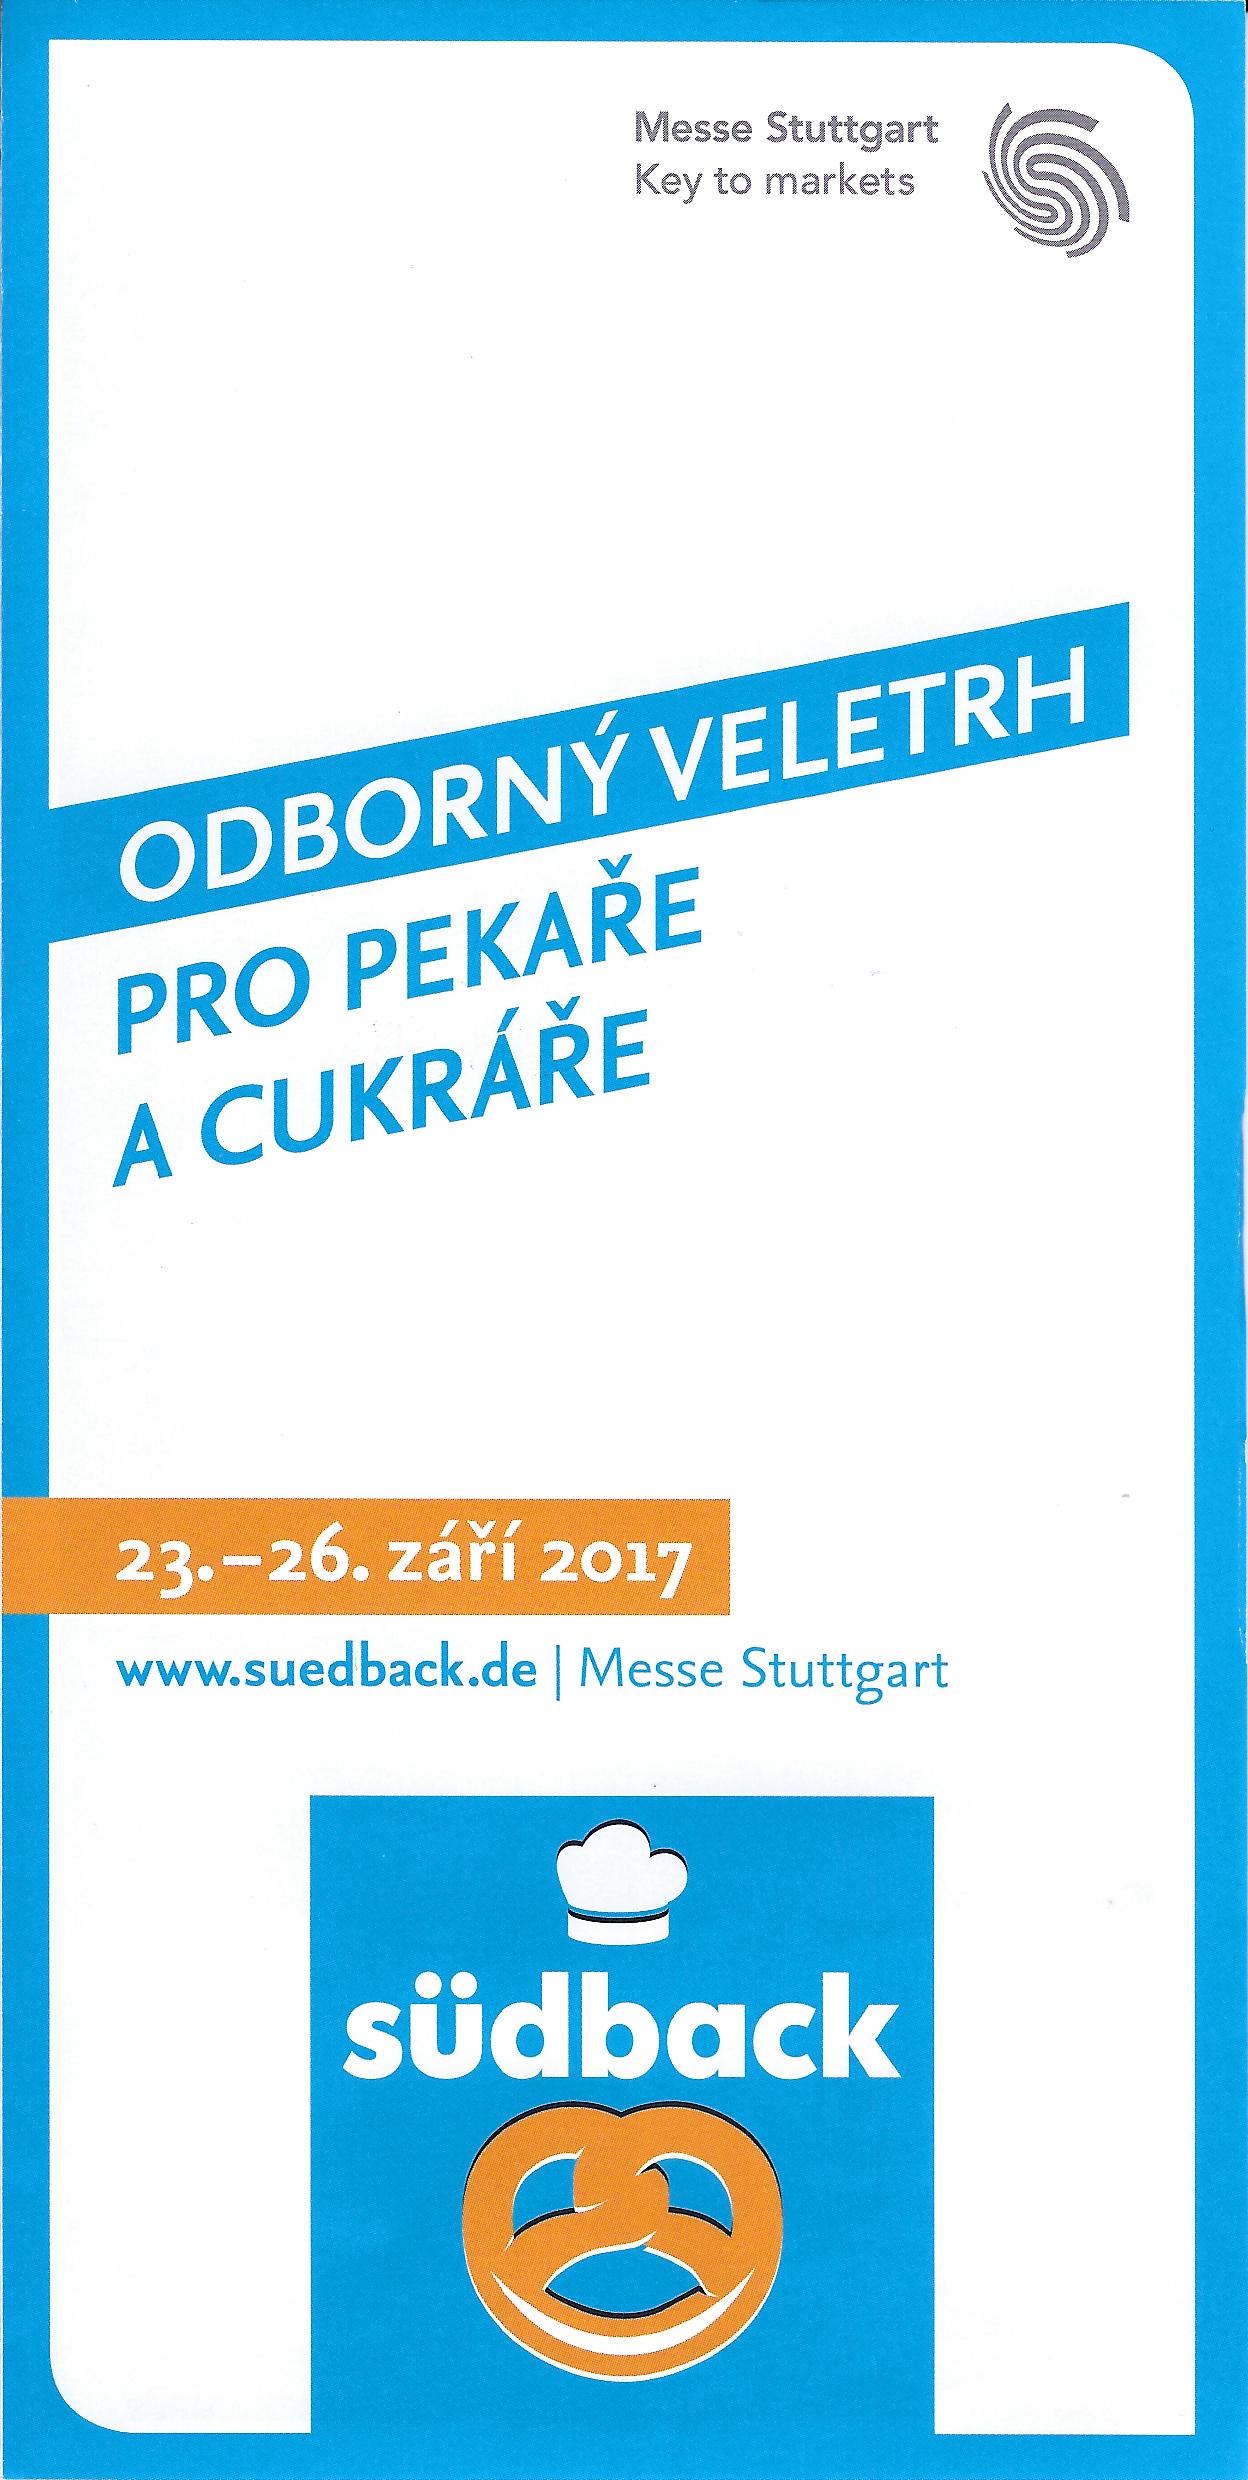 Messe Stuttgart
Key to markets
ODBORNÝ VELETRH
PRO PEKAŘE
A CUKRÁŘE
23.–26. září 2017
www.suedback.de | Messe Stuttgart
südback